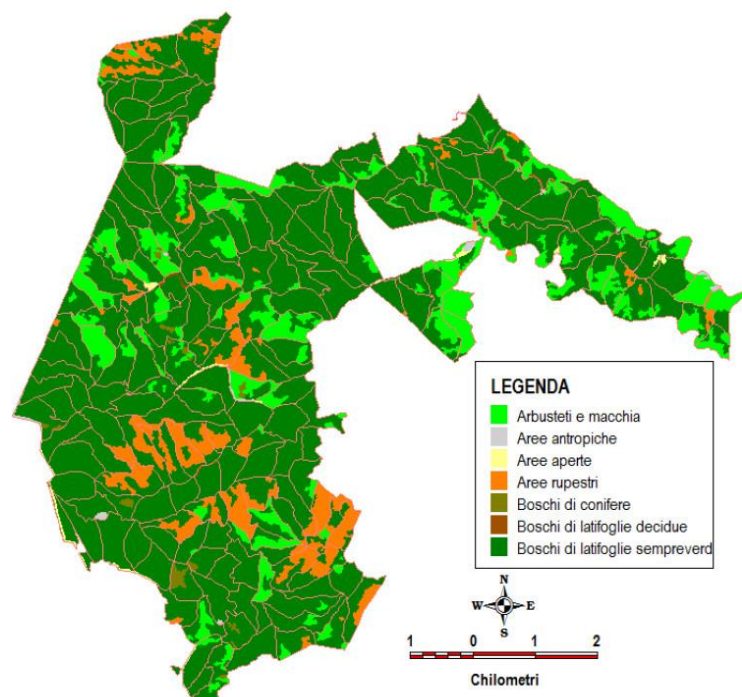 LEGENDA
Arbusteti e macchia
Aree antropiche
Aree aperte
Aree rupestri
Boschi di conifere
Boschi di latifoglie decidue
Boschi di latifoglie sempreverd
N
W E
S
1 0 1 2
Chilometri